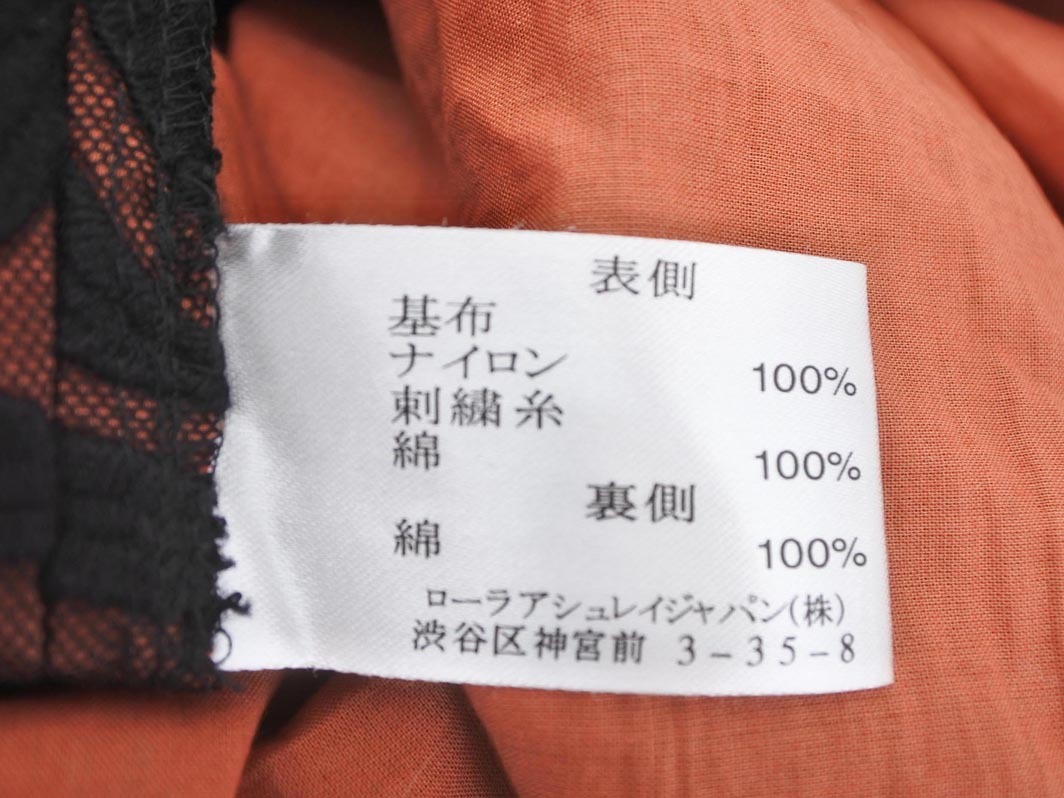 表側
基布
ナイロン 100%
刺繍糸
綿 100%
裏側
綿 100%
ローラアシュレイジャパン(株)
渋谷区神宮前 3-35-8